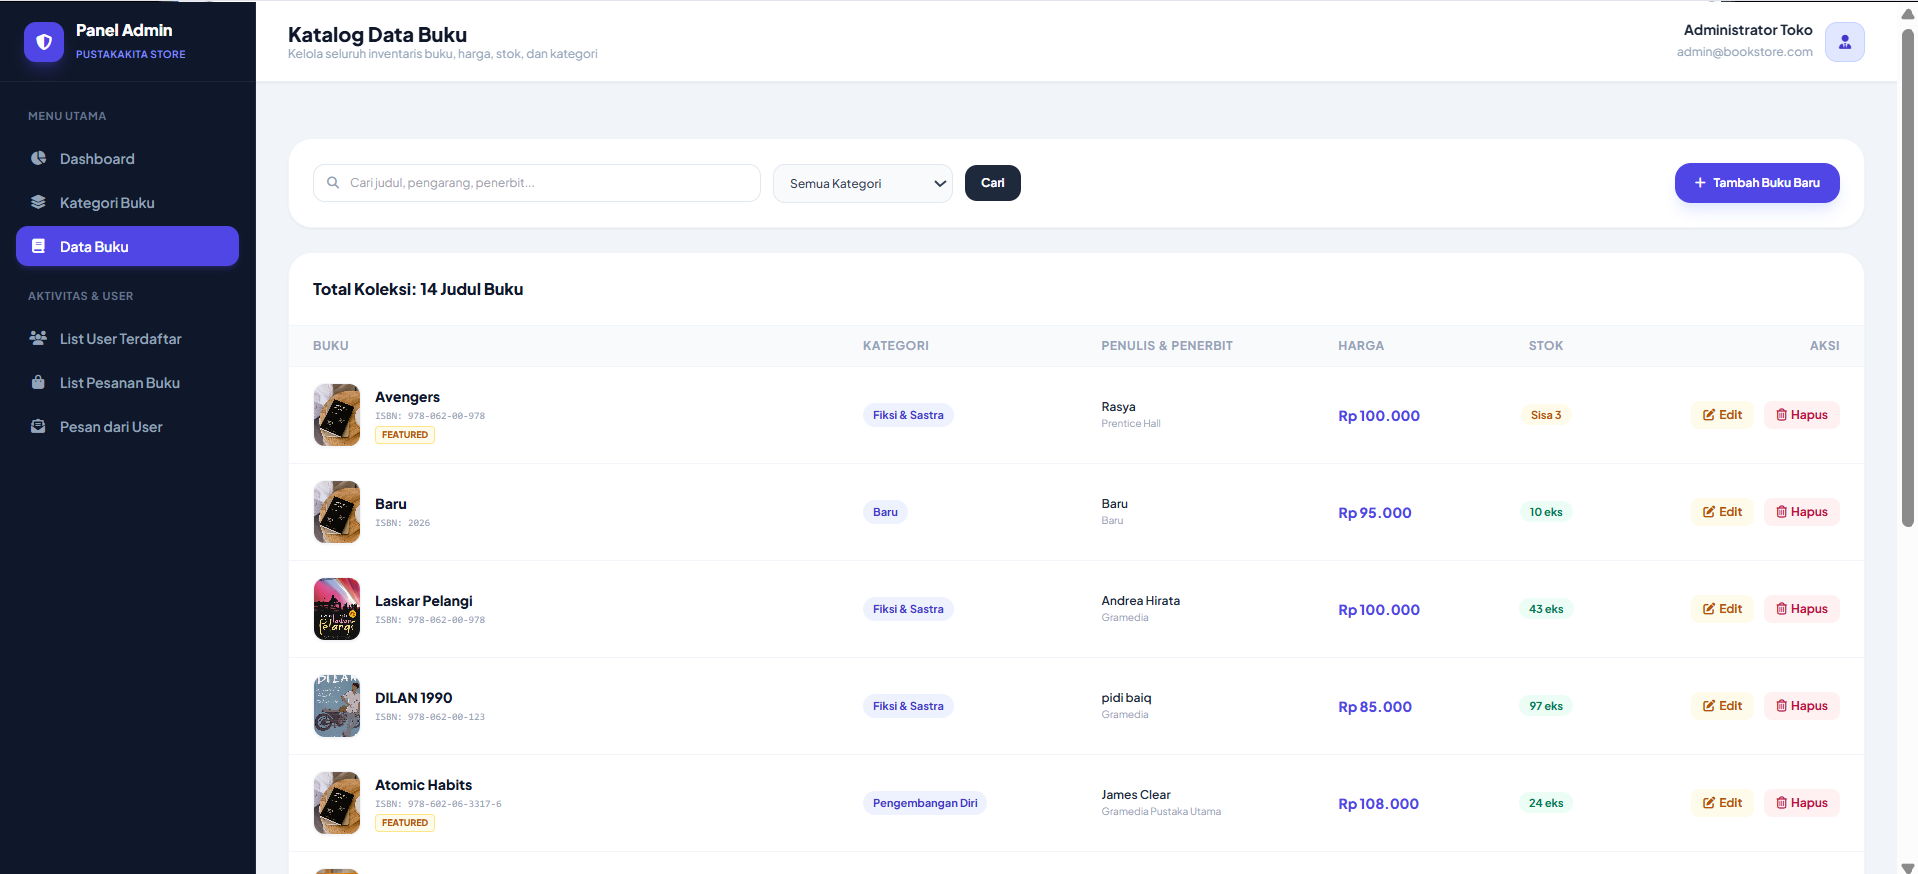 Panel Admin
PUSTAKAKITA STORE
MENU UTAMA
Dashboard
Kategori Buku
Data Buku
AKTIVITAS & USER
List User Terdaftar
List Pesanan Buku
Pesan dari User
Katalog Data Buku
Kelola seluruh inventaris buku, harga, stok, dan kategori
Administrator Toko
admin@bookstore.com
Cari judul, pengarang, penerbit...
Semua Kategori
Cari
+ Tambah Buku Baru
Total Koleksi: 14 Judul Buku
BUKU KATEGORI PENULIS & PENERBIT HARGA STOK AKSI
Avengers
ISBN: 978-062-00-978
FEATURED
Fiksi & Sastra
Rasya
Prentice Hall
Rp 100.000
Sisa 3
Edit
Hapus
Baru
ISBN: 2026
Baru
Baru
Baru
Rp 95.000
10 eks
Edit
Hapus
Laskar Pelangi
ISBN: 978-062-00-978
Fiksi & Sastra
Andrea Hirata
Gramedia
Rp 100.000
43 eks
Edit
Hapus
DILAN 1990
ISBN: 978-062-00-123
Fiksi & Sastra
pidi baiq
Gramedia
Rp 85.000
97 eks
Edit
Hapus
Atomic Habits
ISBN: 978-602-06-3317-6
FEATURED
Pengembangan Diri
James Clear
Gramedia Pustaka Utama
Rp 108.000
24 eks
Edit
Hapus